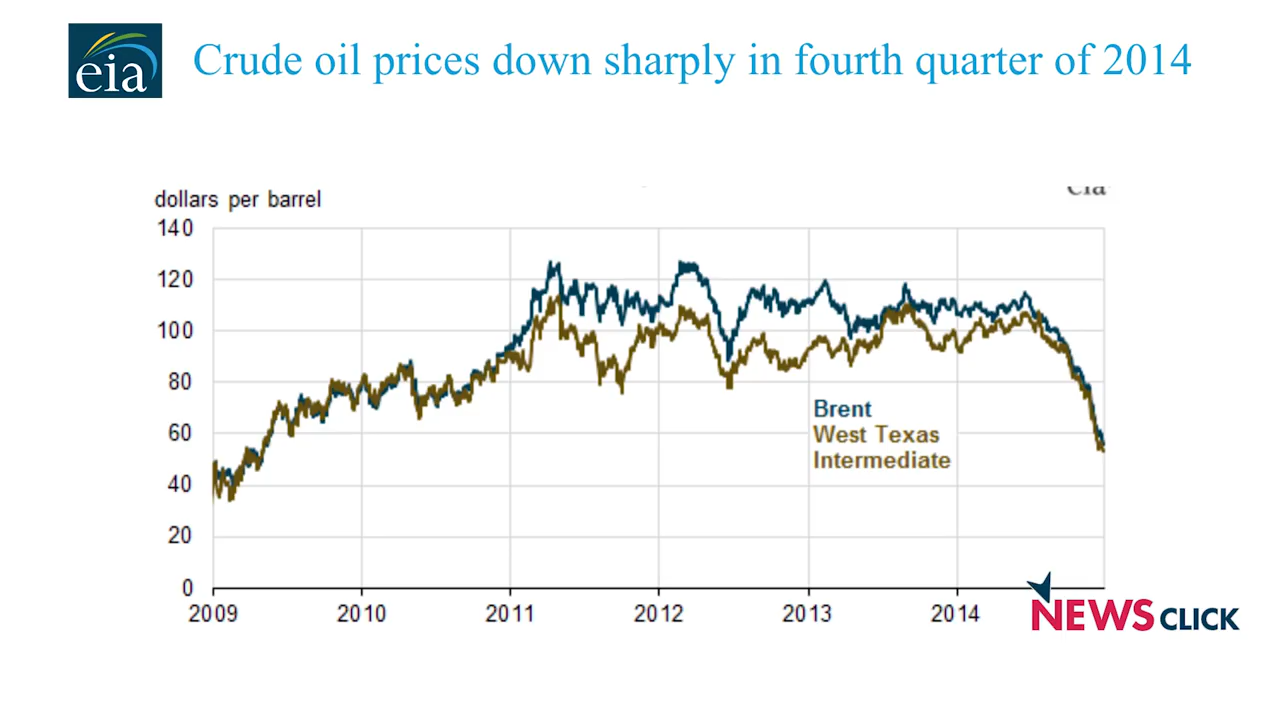 eia
Crude oil prices down sharply in fourth quarter of 2014
dollars per barrel
eia
140
120
100
80
60
40
20
0
Brent
West Texas
Intermediate
2009 2010 2011 2012 2013 2014
NEWSCLICK